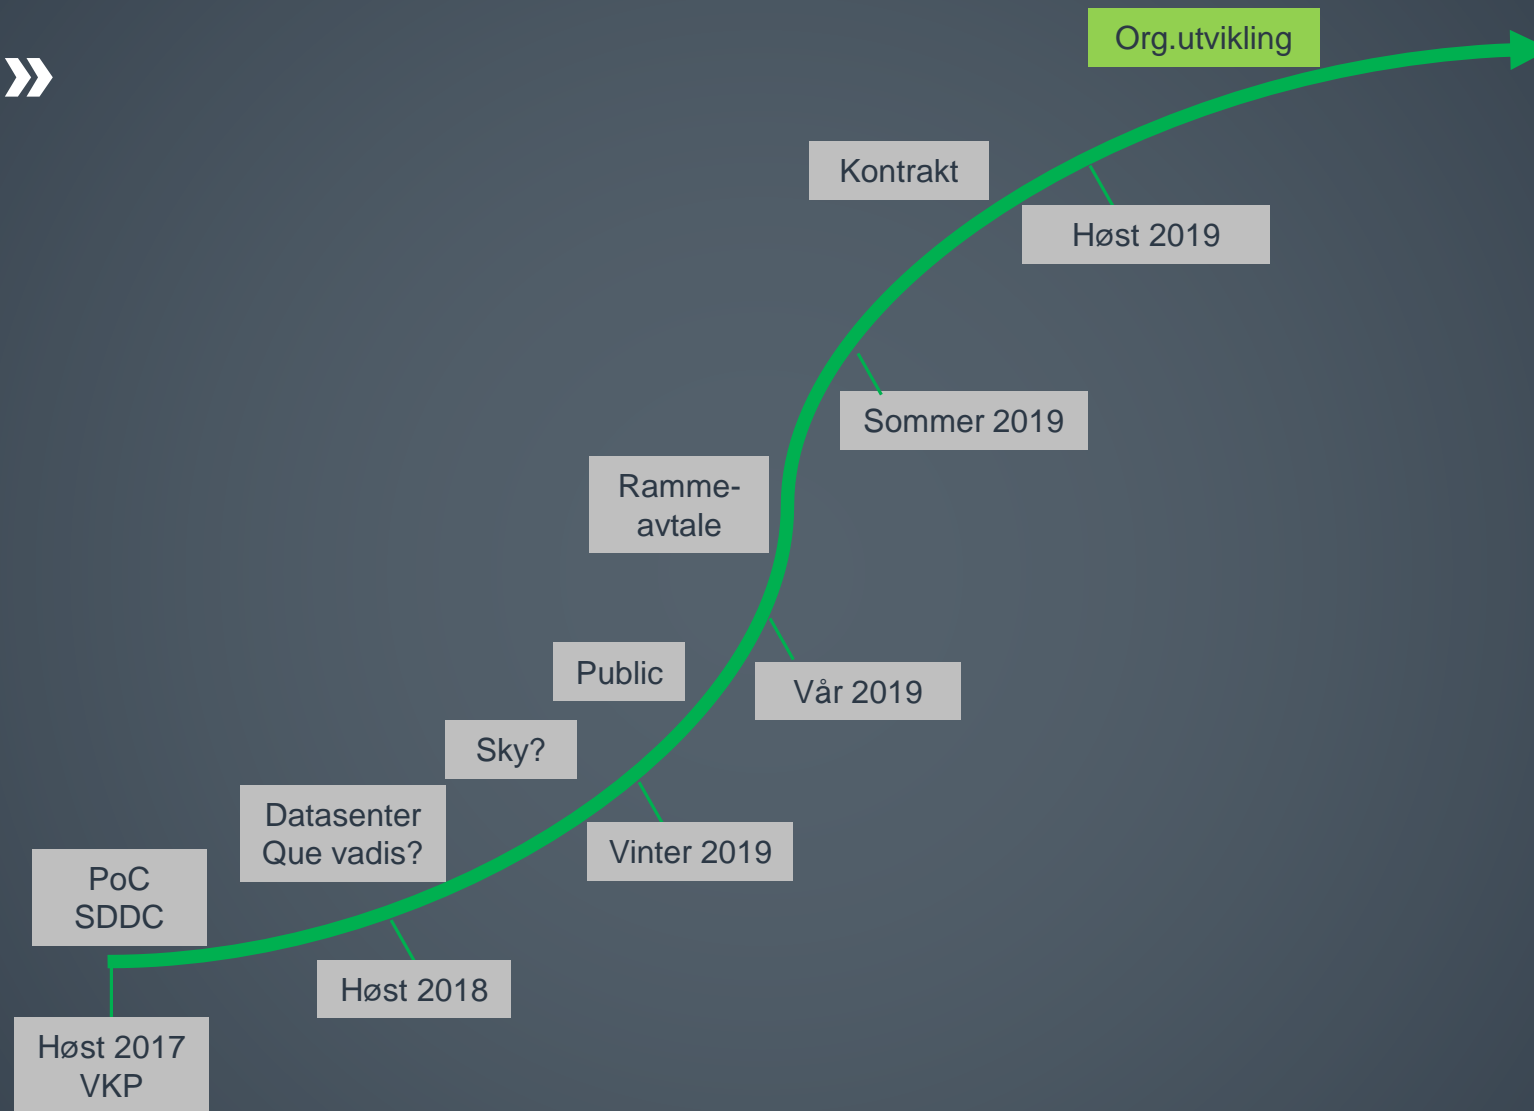 Org.utvikling
Kontrakt
Høst 2019
Sommer 2019
Ramme-
avtale
Public
Vår 2019
Sky?
Datasenter
Que vadis?
Vinter 2019
PoC
SDDC
Høst 2018
Høst 2017
VKP